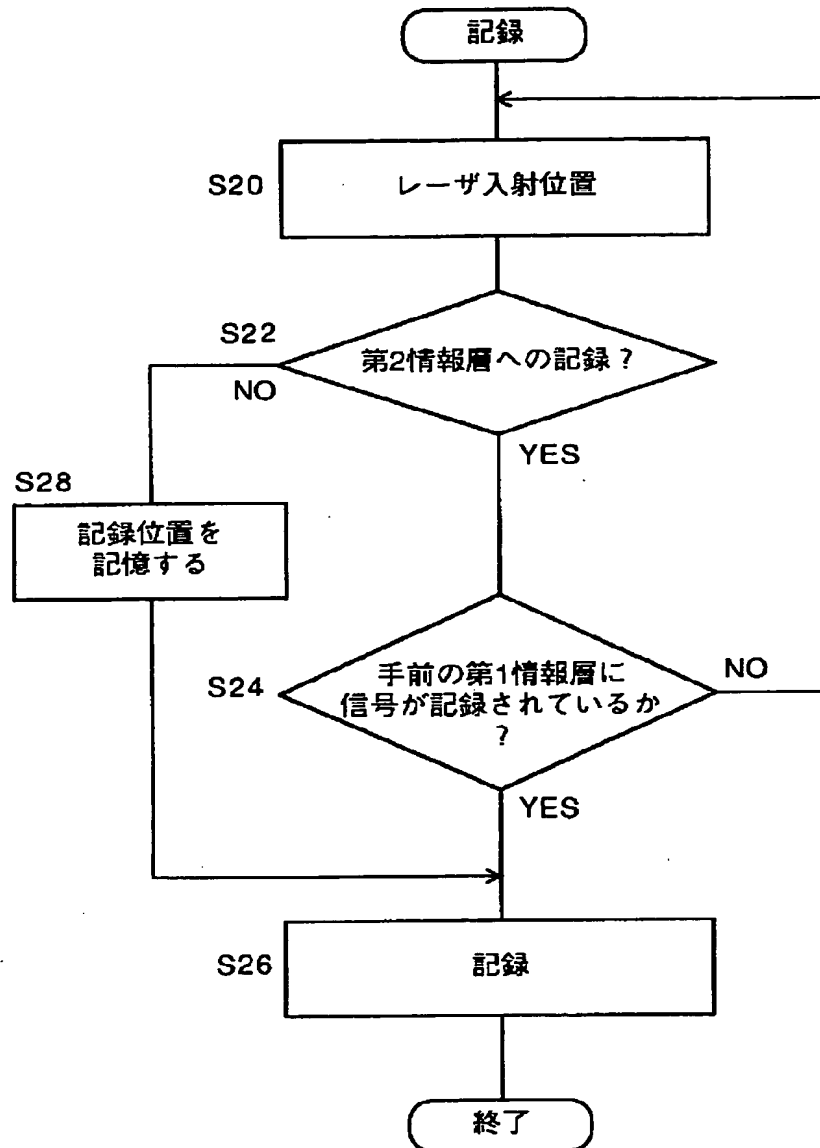 記録
S20
レーザ入射位置
S22
第2情報層への記録?
NO
YES
S28
記録位置を
記憶する
S24
手前の第1情報層に
信号が記録されているか
?
NO
YES
S26
記録
終了